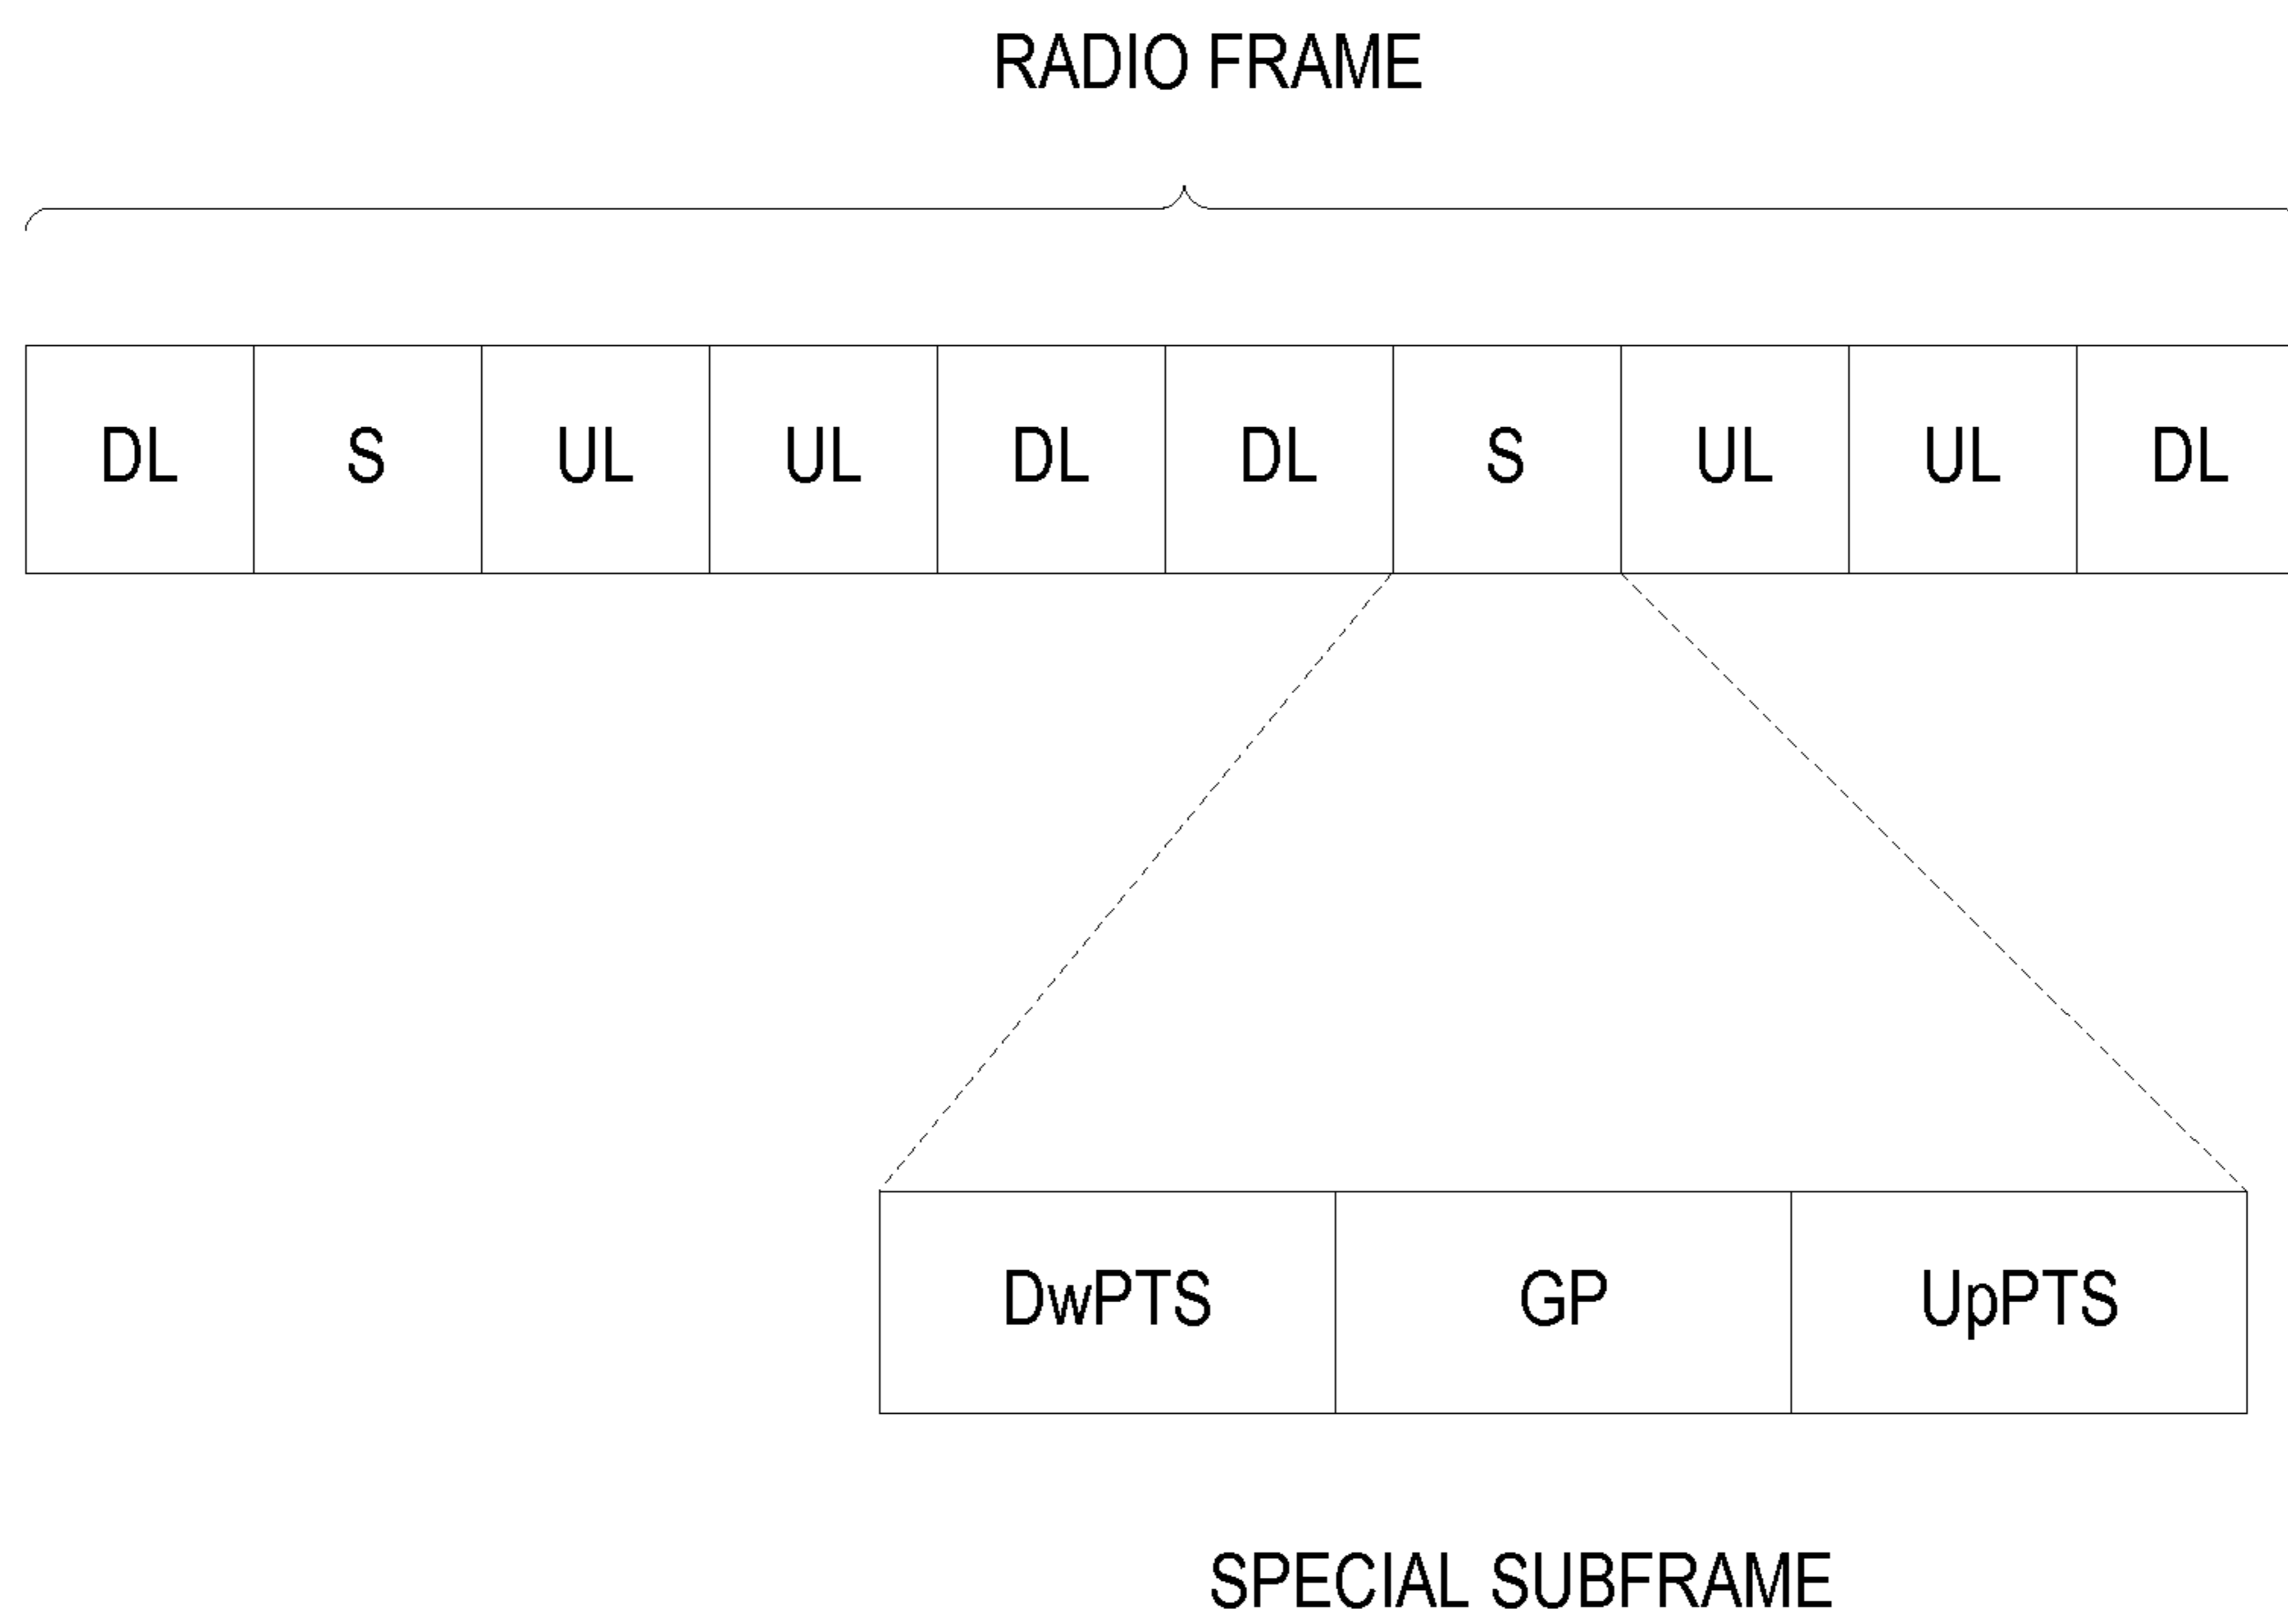 RADIO FRAME
DL S UL UL DL DL S UL UL DL
DwPTS GP UpPTS
SPECIAL SUBFRAME